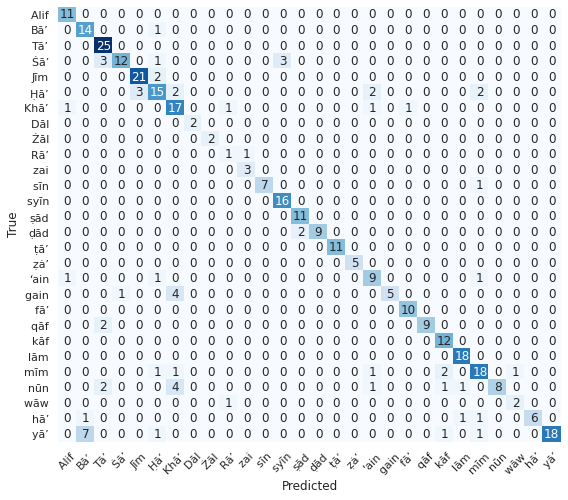 Alif 11 0 0 0 0 0 0 0 0 0 0 0 0 0 0 0 0 0 0 0 0 0 0 0 0 0 0 0
Bā’ 0 14 0 0 0 1 0 0 0 0 0 0 0 0 0 0 0 0 0 0 0 0 0 0 0 0 0 0
Tā’ 0 0 25 0 0 0 0 0 0 0 0 0 0 0 0 0 0 0 0 0 0 0 0 0 0 0 0 0
Ṡā’ 0 0 3 12 0 1 0 0 0 0 0 0 3 0 0 0 0 0 0 0 0 0 0 0 0 0 0 0
Jīm 0 0 0 0 21 2 0 0 0 0 0 0 0 0 0 0 0 0 0 0 0 0 0 0 0 0 0 0
Ḥā’ 0 0 0 0 3 15 2 0 0 0 0 0 0 0 0 0 0 2 0 0 0 0 0 2 0 0 0 0
Khā’ 1 0 0 0 0 0 17 0 0 1 0 0 0 0 0 0 0 1 0 1 0 0 0 0 0 0 0 0
Dāl 0 0 0 0 0 0 0 2 0 0 0 0 0 0 0 0 0 0 0 0 0 0 0 0 0 0 0 0
Żāl 0 0 0 0 0 0 0 0 2 0 0 0 0 0 0 0 0 0 0 0 0 0 0 0 0 0 0 0
Rā’ 0 0 0 0 0 0 0 0 0 1 1 0 0 0 0 0 0 0 0 0 0 0 0 0 0 0 0 0
zai 0 0 0 0 0 0 0 0 0 0 3 0 0 0 0 0 0 0 0 0 0 0 0 0 0 0 0 0
sīn 0 0 0 0 0 0 0 0 0 0 0 7 0 0 0 0 0 0 0 0 0 0 0 1 0 0 0 0
syīn 0 0 0 0 0 0 0 0 0 0 0 0 16 0 0 0 0 0 0 0 0 0 0 0 0 0 0 0
ṣād 0 0 0 0 0 0 0 0 0 0 0 0 0 11 0 0 0 0 0 0 0 0 0 0 0 0 0 0
ḍād 0 0 0 0 0 0 0 0 0 0 0 0 0 2 9 0 0 0 0 0 0 0 0 0 0 0 0 0
ṭā’ 0 0 0 0 0 0 0 0 0 0 0 0 0 0 0 11 0 0 0 0 0 0 0 0 0 0 0 0
ẓȧ’ 0 0 0 0 0 0 0 0 0 0 0 0 0 0 0 0 5 0 0 0 0 0 0 0 0 0 0 0
‘ain 1 0 0 0 0 1 0 0 0 0 0 0 0 0 0 0 0 9 0 0 0 0 0 1 0 0 0 0
gain 0 0 0 1 0 0 4 0 0 0 0 0 0 0 0 0 0 0 5 0 0 0 0 0 0 0 0 0
fā’ 0 0 0 0 0 0 0 0 0 0 0 0 0 0 0 0 0 0 0 10 0 0 0 0 0 0 0 0
qāf 0 0 2 0 0 0 0 0 0 0 0 0 0 0 0 0 0 0 0 0 9 0 0 0 0 0 0 0
kāf 0 0 0 0 0 0 0 0 0 0 0 0 0 0 0 0 0 0 0 0 0 12 0 0 0 0 0 0
lām 0 0 0 0 0 0 0 0 0 0 0 0 0 0 0 0 0 0 0 0 0 0 18 0 0 0 0 0
mīm 0 0 0 0 0 1 1 0 0 0 0 0 0 0 0 0 0 1 0 0 0 2 0 18 0 1 0 0
nūn 0 0 2 0 0 0 4 0 0 0 0 0 0 0 0 0 0 1 0 0 0 1 1 0 8 0 0 0
wāw 0 0 0 0 0 0 0 0 0 1 0 0 0 0 0 0 0 0 0 0 0 0 0 0 0 2 0 0
hā’ 0 1 0 0 0 0 0 0 0 0 0 0 0 0 0 0 0 0 0 0 0 0 1 1 0 0 6 0
yā’ 0 7 0 0 0 1 0 0 0 0 0 0 0 0 0 0 0 0 0 0 0 1 0 1 0 0 0 18
True
Alif Bā’ Tā’ Ṡā’ Jīm Ḥā’ Khā’ Dāl Żāl Rā’ zai sīn syīn ṣād ḍād ṭā’ ẓȧ’ ‘ain gain fā’ qāf kāf lām mīm nūn wāw hā’ yā’
Predicted